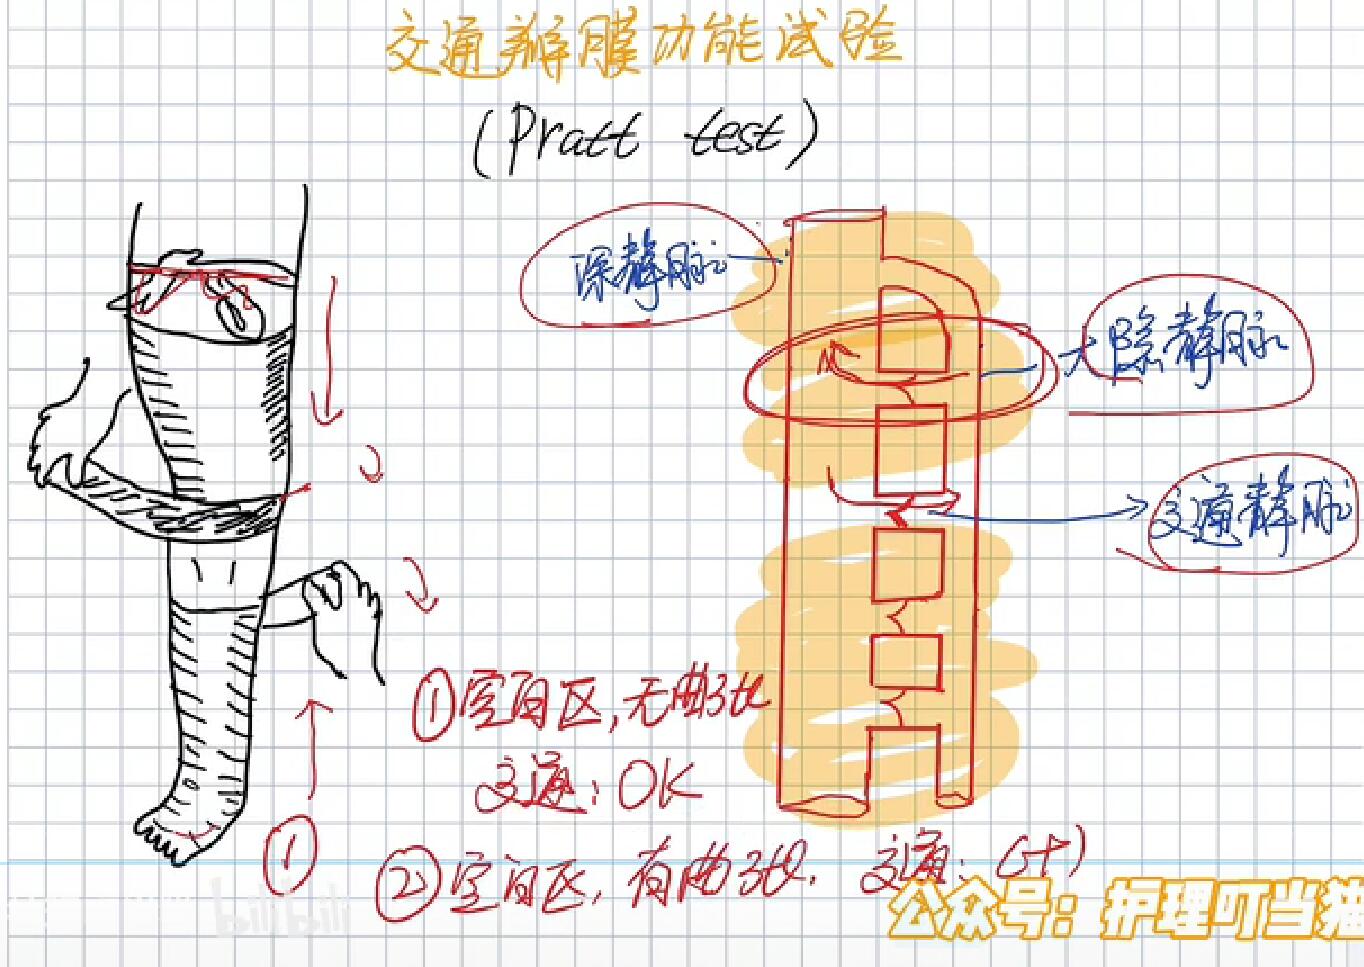 交通瓣膜功能试验
(Pratt test)
深静脉
大隐静脉
交通静脉
①空白区,无曲张
交通:OK
①
②空白区,有曲张.交通:(+)
bilibili
公众号:护理叮当猫